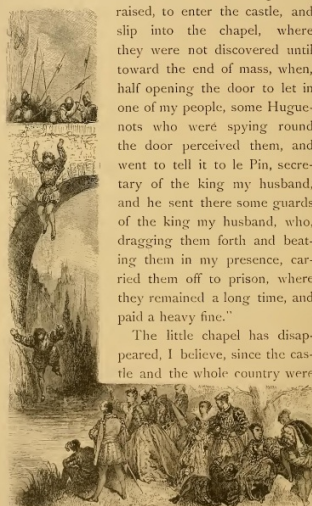 raised, to enter the castle, and
slip into the chapel, where
they were not discovered until
toward the end of mass, when,
half opening the door to let in
one of my people, some Hugue-
nots who were spying round
the door perceived them, and
went to tell it to le Pin, secre-
tary of the king my husband,
and he sent there some guards
of the king my husband, who,
dragging them forth and beat-
ing them in my presence, car-
ried them off to prison, where
they remained a long time, and
paid a heavy fine."
The little chapel has disap-
peared, I believe, since the cas-
tle and the whole country were